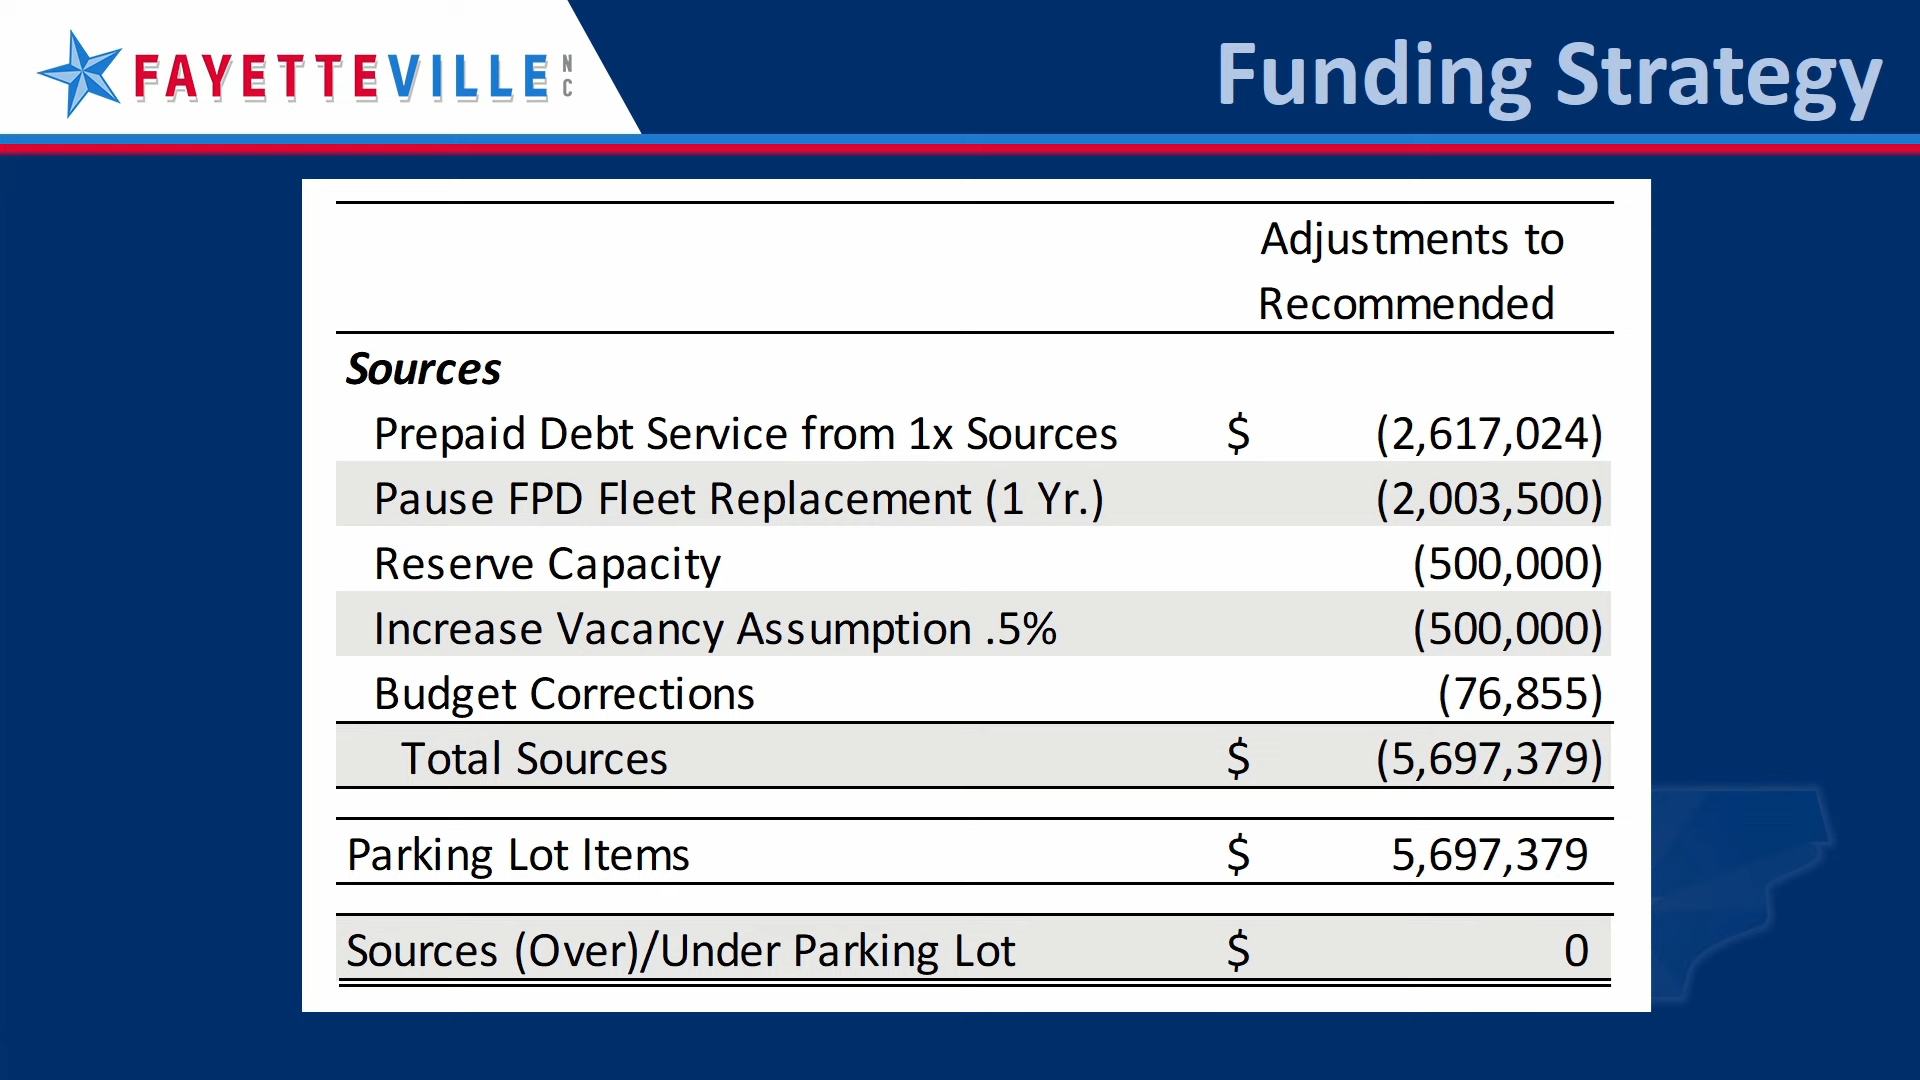 FAYETTEVILLE NC
Funding Strategy
Adjustments to
Recommended
Sources
Prepaid Debt Service from 1x Sources $ (2,617,024)
Pause FPD Fleet Replacement (1 Yr.) (2,003,500)
Reserve Capacity (500,000)
Increase Vacancy Assumption .5% (500,000)
Budget Corrections (76,855)
Total Sources $ (5,697,379)
Parking Lot Items $ 5,697,379
Sources (Over)/Under Parking Lot $ 0